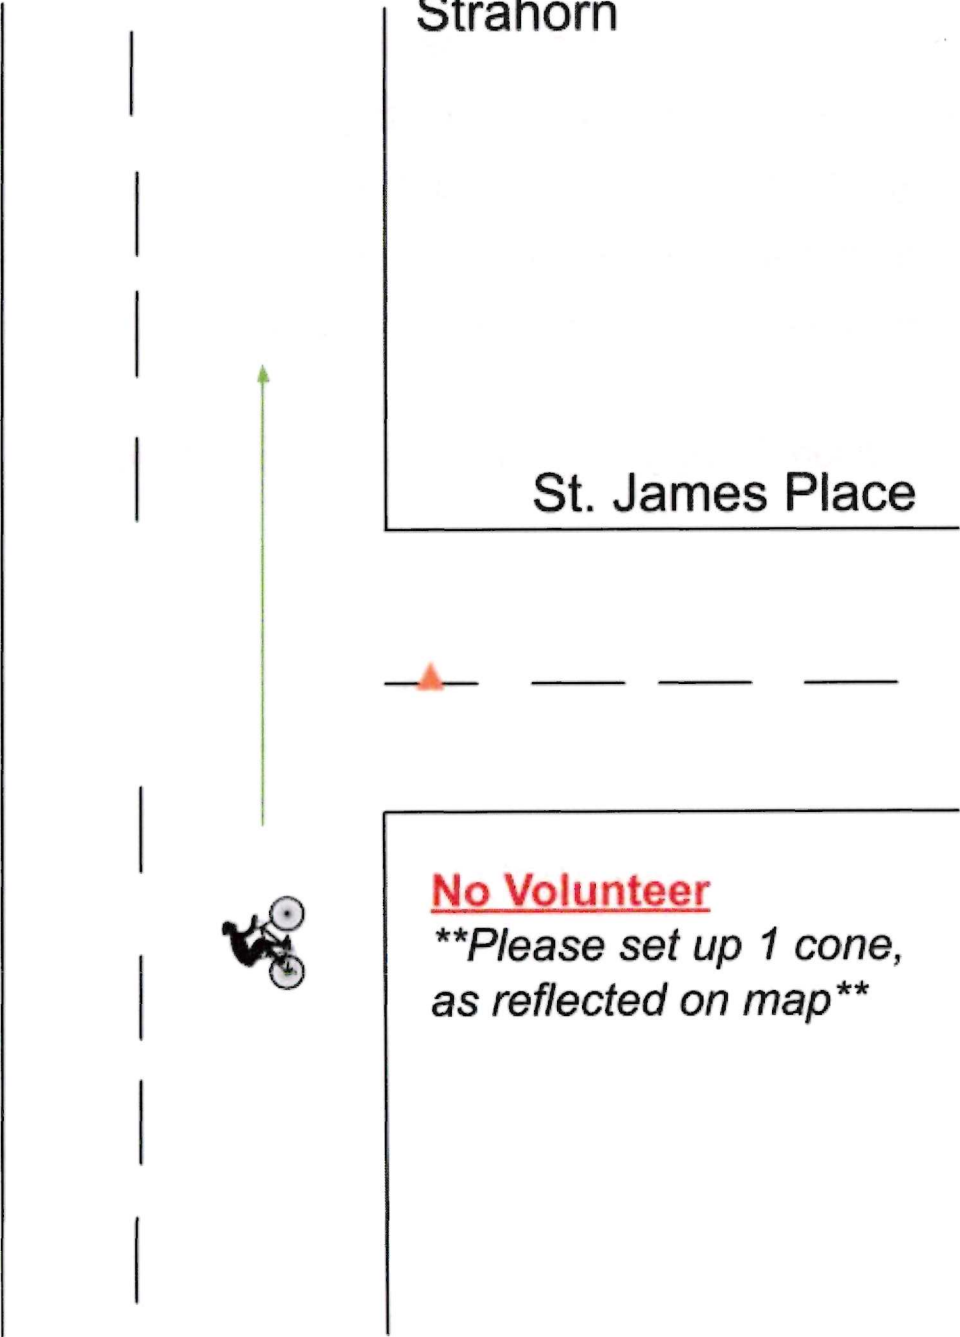 Strahorn
St. James Place
No Volunteer
**Please set up 1 cone,
as reflected on map**